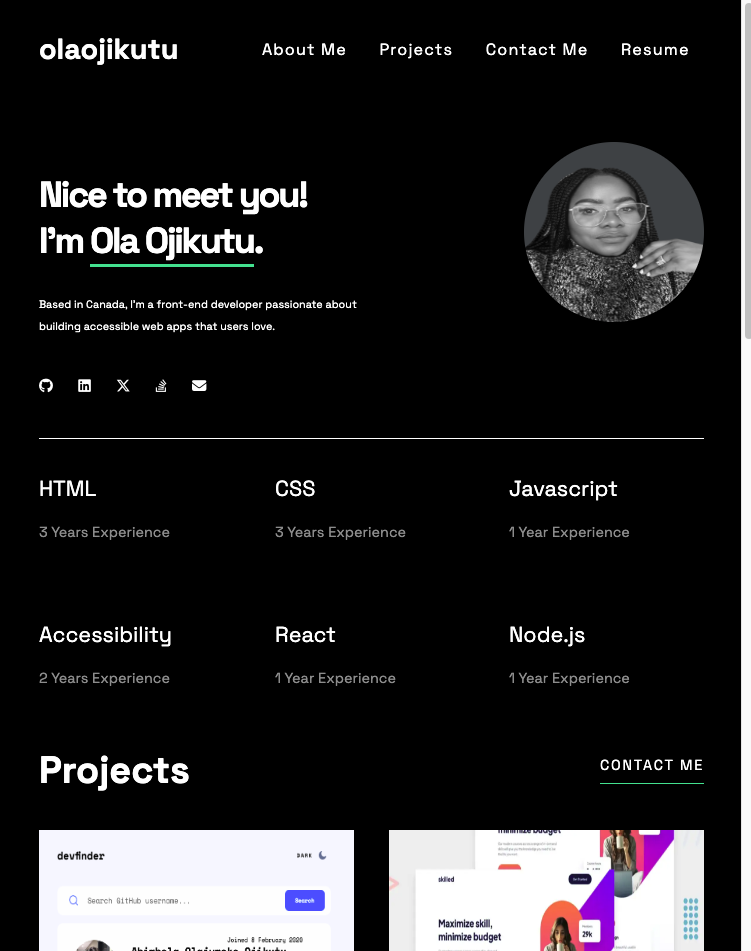 olaojikutu
About Me Projects Contact Me Resume
Nice to meet you!
I'm Ola Ojikutu.
Based in Canada, I'm a front-end developer passionate about
building accessible web apps that users love.
HTML CSS Javascript
3 Years Experience 3 Years Experience 1 Year Experience
Accessibility React Node.js
2 Years Experience 1 Year Experience 1 Year Experience
Projects
CONTACT ME
devfinder
DARK
Search GitHub username...
Search
Joined 8 February 2020
minimize budget
skilled
Maximize skill,
minimize budget
29k